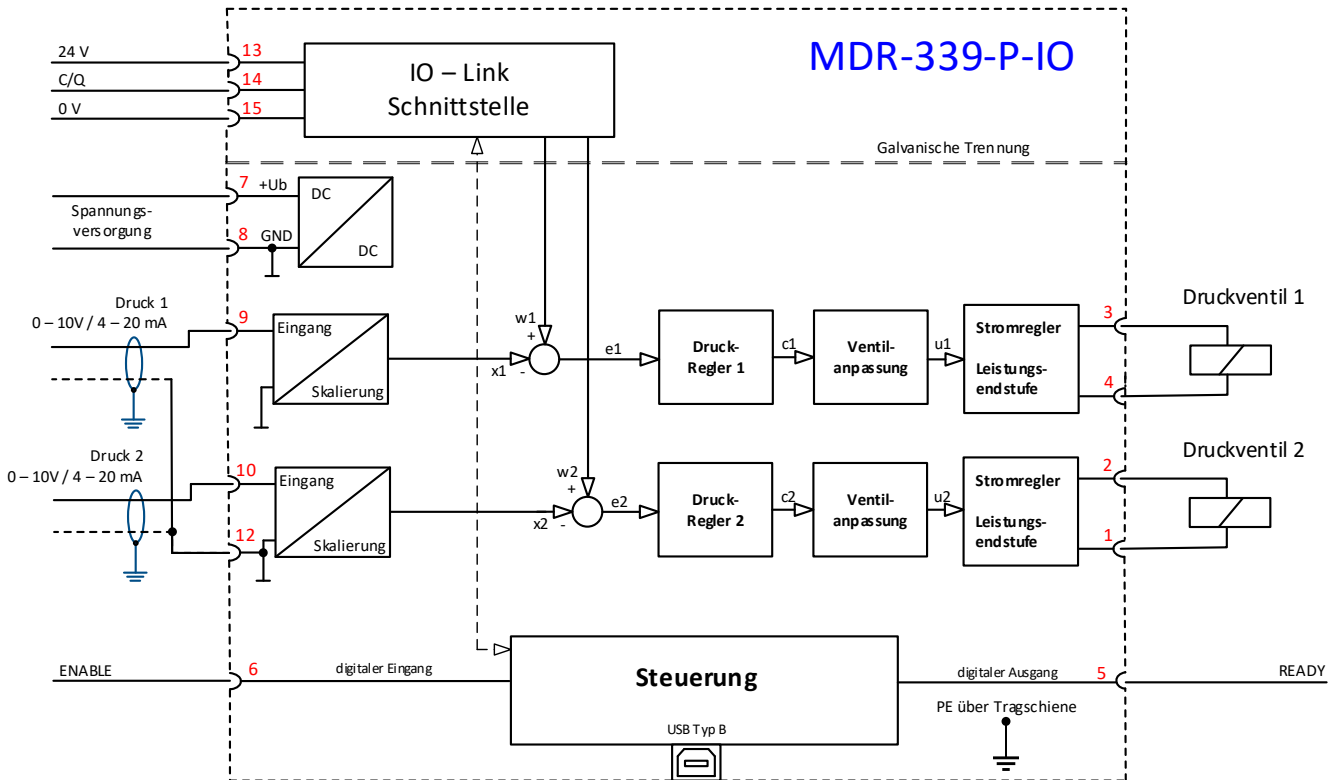 MDR-339-P-IO
24 V
13
C/Q
14
0 V
15
IO – Link
Schnittstelle
Galvanische Trennung
7
+Ub
DC
DC
Spannungs-
versorgung
8
GND
Druck 1
0 – 10V / 4 – 20 mA
9
Eingang
Skalierung
w1
+
x1
-
e1
Druck-
Regler 1
c1
Ventil-
anpassung
u1
Stromregler
Leistungs-
endstufe
3
4
Druckventil 1
Druck 2
0 – 10V / 4 – 20 mA
10
12
Eingang
Skalierung
w2
+
x2
-
e2
Druck-
Regler 2
c2
Ventil-
anpassung
u2
Stromregler
Leistungs-
endstufe
2
1
Druckventil 2
ENABLE
6
digitaler Eingang
Steuerung
USB Typ B
digitaler Ausgang
5
READY
PE über Tragschiene